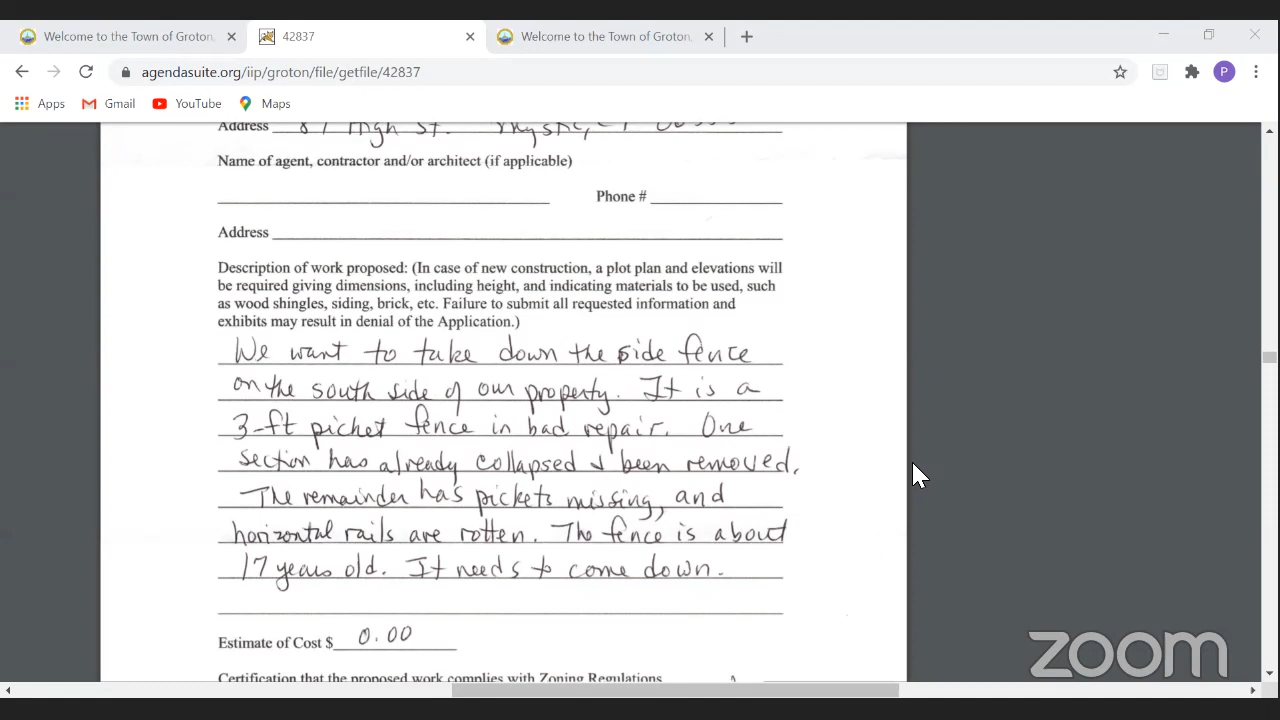 Welcome to the Town of Groton,
42837
Welcome to the Town of Groton,
agendasuite.org/iip/groton/file/getfile/42837
P
Apps
Gmail
YouTube
Maps
Address 87 High St. Mystic, CT
Name of agent, contractor and/or architect (if applicable)
Phone #
Address
Description of work proposed: (In case of new construction, a plot plan and elevations will
be required giving dimensions, including height, and indicating materials to be used, such
as wood shingles, siding, brick, etc. Failure to submit all requested information and
exhibits may result in denial of the Application.)
We want to take down the side fence
on the south side of our property. It is a
3-ft picket fence in bad repair. One
section has already collapsed & been removed.
The remainder has pickets missing, and
horizontal rails are rotten. The fence is about
17 years old. It needs to come down.
Estimate of Cost $ 0.00
Certification that the proposed work complies with Zoning Regulations
zoom